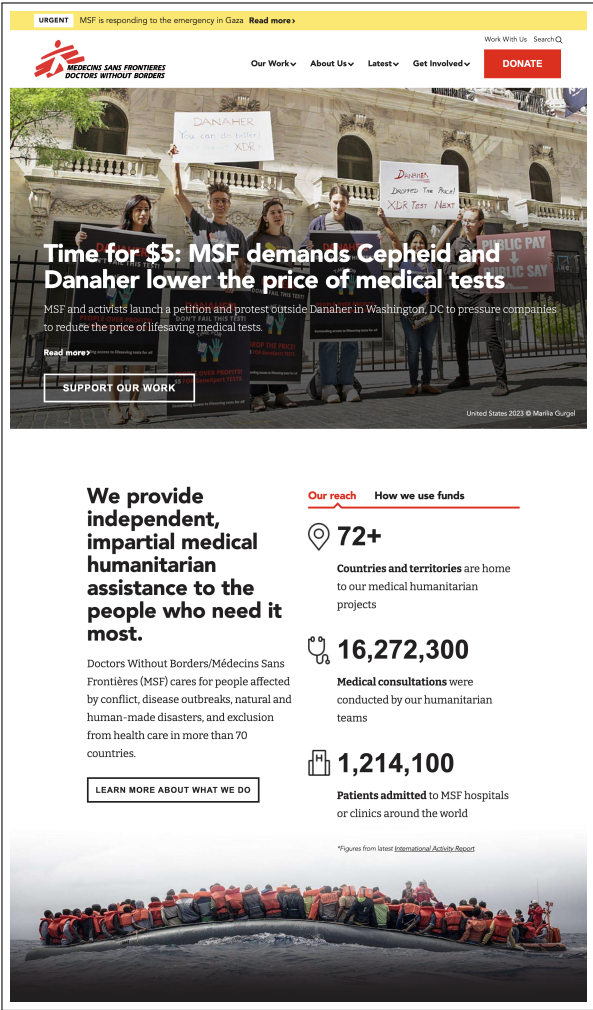 URGENT MSF is responding to the emergency in Gaza Read more›
Work With Us Search
MEDECINS SANS FRONTIERES
DOCTORS WITHOUT BORDERS
Our Work About Us Latest Get Involved
DONATE
DANAHER
You can do better!
XDR
DANAHER
DROPPED THE PRICE!
XDR TEST NEXT
PUBLIC PAY
PUBLIC SAY
Time for $5: MSF demands Cepheid and
Danaher lower the price of medical tests
MSF and activists launch a petition and protest outside Danaher in Washington, DC to pressure companies
to reduce the price of lifesaving medical tests.
Read more›
SUPPORT OUR WORK
United States 2023 © Marília Gurgel
We provide
independent,
impartial medical
humanitarian
assistance to the
people who need it
most.
Doctors Without Borders/Médecins Sans
Frontières (MSF) cares for people affected
by conflict, disease outbreaks, natural and
human-made disasters, and exclusion
from health care in more than 70
countries.
LEARN MORE ABOUT WHAT WE DO
Our reach How we use funds
72+
Countries and territories are home
to our medical humanitarian
projects
16,272,300
Medical consultations were
conducted by our humanitarian
teams
1,214,100
Patients admitted to MSF hospitals
or clinics around the world
*Figures from latest International Activity Report